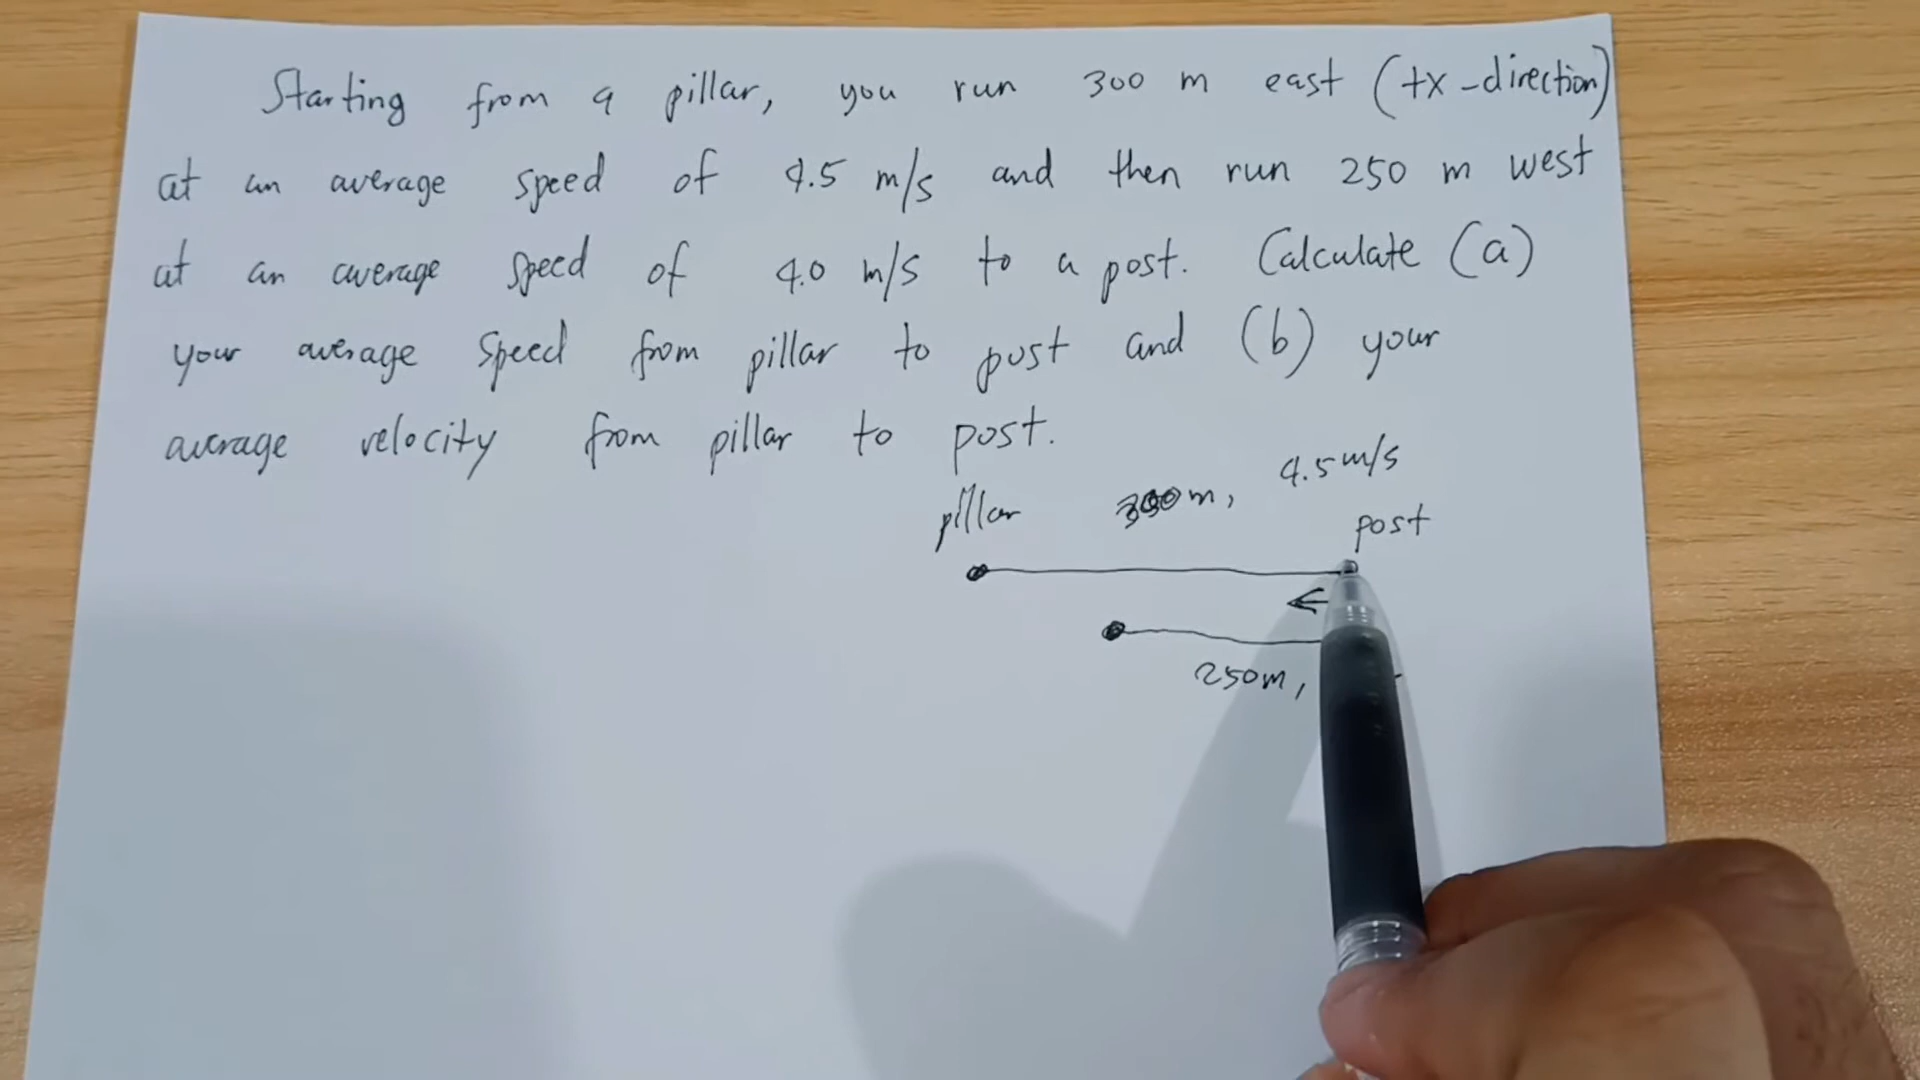 Starting from a pillar, you run 300 m east (+x-direction)
at an average speed of 4.5 m/s and then run 250 m west
at an average speed of 4.0 m/s to a post. Calculate (a)
your average speed from pillar to post and (b) your
average velocity from pillar to post.
4.5 m/s
pillar 300m,
post
250m,